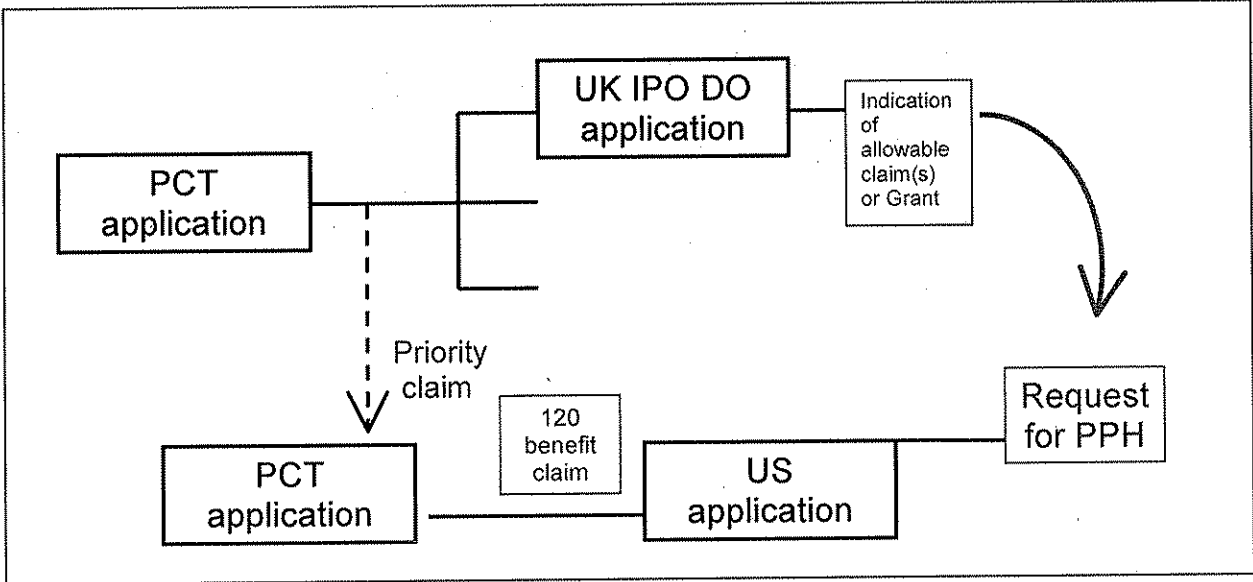 UK IPO DO
application
Indication
of
allowable
claim(s)
or Grant
PCT
application
Priority
claim
120
benefit
claim
Request
for PPH
PCT
application
US
application